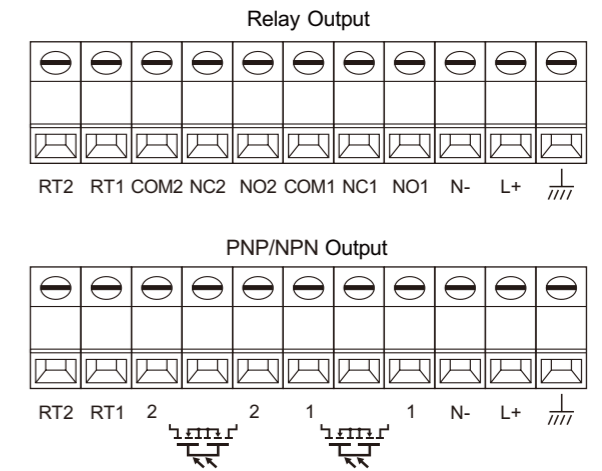 Relay Output
RT2 RT1 COM2 NC2 NO2 COM1 NC1 NO1 N- L+
PNP/NPN Output
RT2 RT1 2 2 1 1 N- L+